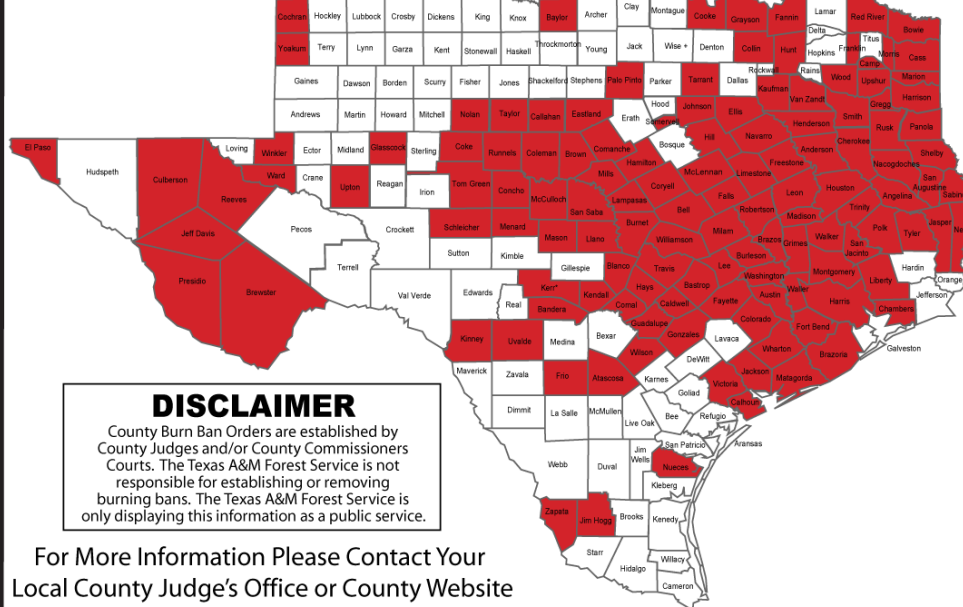 Cochran Hockley Lubbock Crosby Dickens King Knox Baylor Archer Clay Montague Cooke Grayson Fannin Lamar Red River Bowie
Delta Titus
Yoakum Terry Lynn Garza Kent Stonewall Haskell Throckmorton Young Jack Wise + Denton Collin Hunt Hopkins Franklin Morris Cass
Camp
Gaines Dawson Borden Scurry Fisher Jones Shackelford Stephens Palo Pinto Parker Tarrant Dallas Rockwall Rains Wood Upshur Marion
Kaufman Van Zandt Gregg Harrison
Andrews Martin Howard Mitchell Nolan Taylor Callahan Eastland Erath Hood Somervell Johnson Ellis Henderson Smith Rusk Panola
El Paso Hudspeth Culberson Reeves Loving Winkler Ector Midland Glasscock Sterling Coke Runnels Coleman Brown Comanche Hamilton Bosque Hill Navarro Anderson Cherokee Nacogdoches Shelby
Ward Crane Upton Reagan Irion Tom Green Concho McCulloch San Saba Mills Lampasas Coryell McLennan Limestone Freestone Leon Houston Angelina San Augustine Sabin
Jeff Davis Pecos Crockett Schleicher Menard Mason Llano Burnet Bell Falls Robertson Madison Trinity Polk Tyler Jasper Ne
Presidio Brewster Terrell Sutton Kimble Gillespie Blanco Williamson Milam Brazos Grimes Walker San Jacinto Hardin Orange
Val Verde Edwards Real Kerr* Bandera Kendall Comal Hays Travis Bastrop Lee Burleson Washington Waller Montgomery Liberty Jefferson
Caldwell Fayette Austin Harris Chambers
Kinney Uvalde Medina Bexar Guadalupe Gonzales Lavaca Colorado Fort Bend Brazoria Galveston
Maverick Zavala Frio Atascosa Wilson Karnes DeWitt Jackson Wharton Matagorda
Dimmit La Salle McMullen Live Oak Bee Goliad Victoria Calhoun Refugio
Webb Duval Jim Wells San Patricio Aransas
Nueces
Kleberg
Zapata Jim Hogg Brooks Kenedy
Starr Hidalgo Willacy
Cameron
DISCLAIMER
County Burn Ban Orders are established by
County Judges and/or County Commissioners
Courts. The Texas A&M Forest Service is not
responsible for establishing or removing
burning bans. The Texas A&M Forest Service is
only displaying this information as a public service.
For More Information Please Contact Your
Local County Judge's Office or County Website